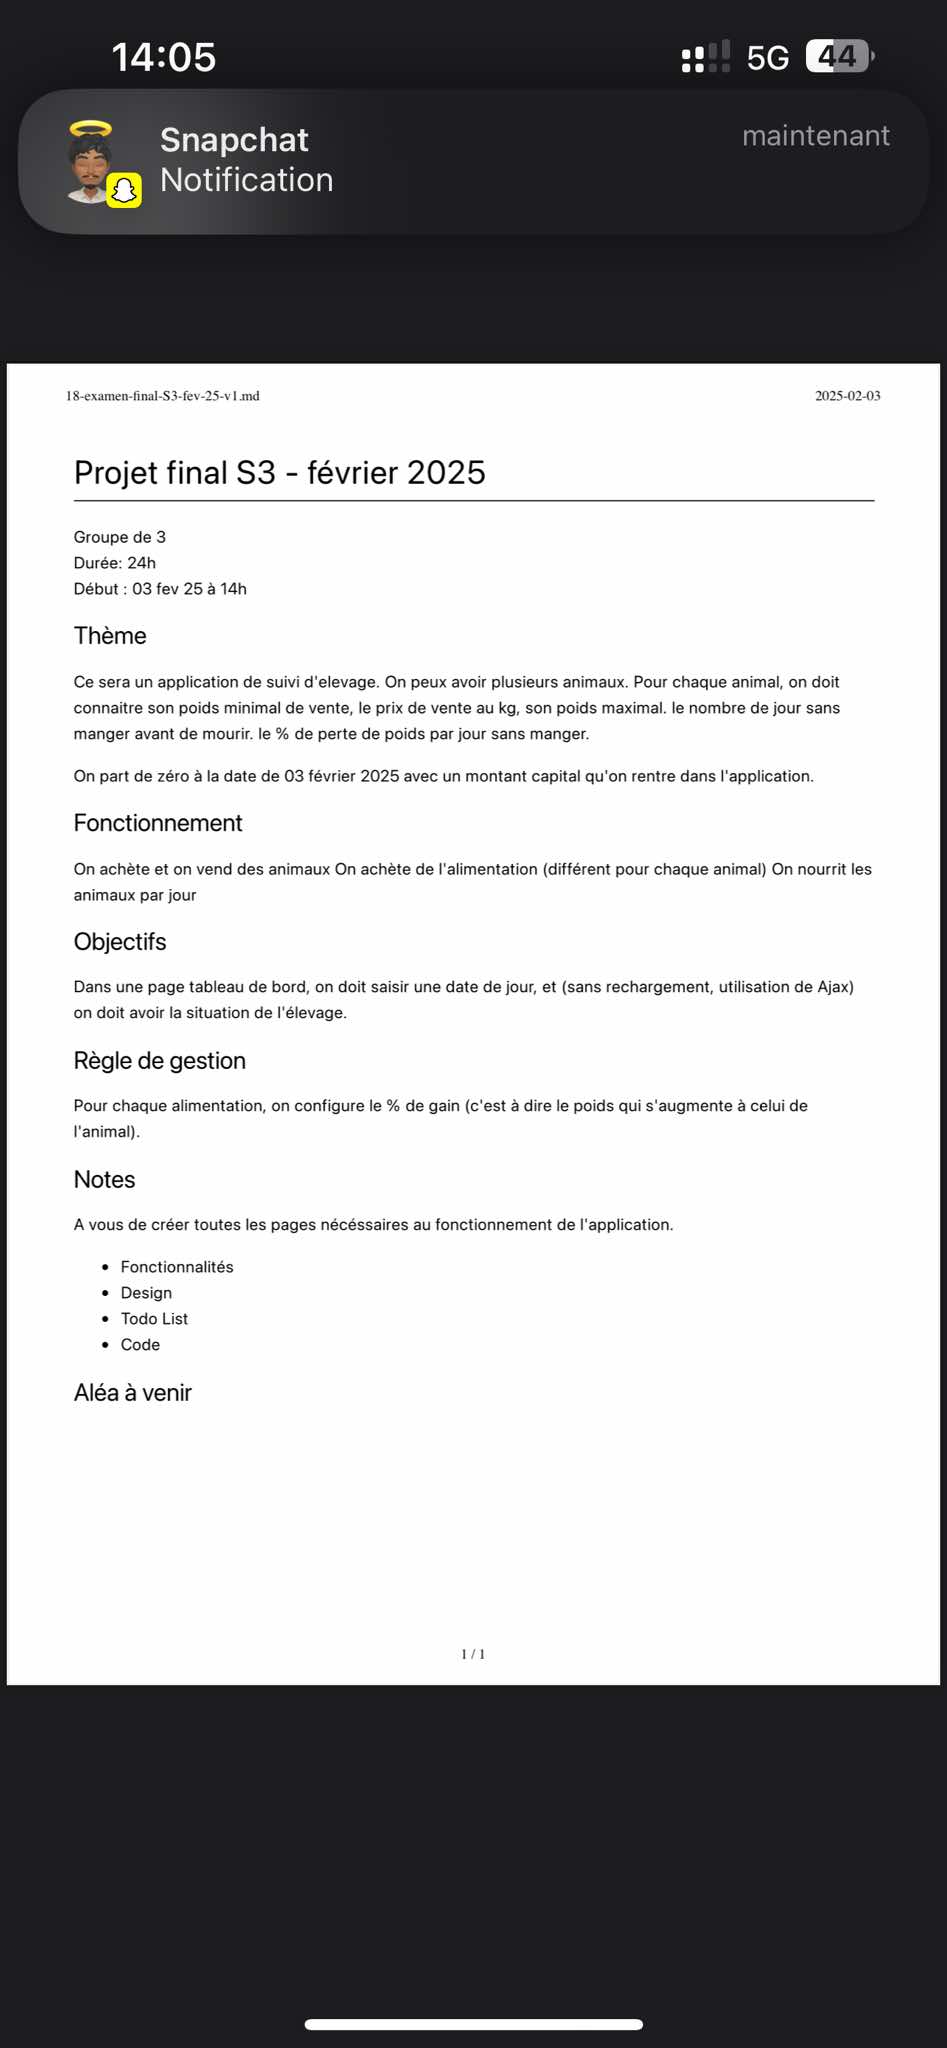 14:05
5G
44
Snapchat
maintenant
Notification
18-examen-final-S3-fev-25-v1.md
2025-02-03
Projet final S3 - février 2025
Groupe de 3
Durée: 24h
Début : 03 fev 25 à 14h
Thème
Ce sera un application de suivi d'elevage. On peux avoir plusieurs animaux. Pour chaque animal, on doit
connaitre son poids minimal de vente, le prix de vente au kg, son poids maximal. le nombre de jour sans
manger avant de mourir. le % de perte de poids par jour sans manger.
On part de zéro à la date de 03 février 2025 avec un montant capital qu'on rentre dans l'application.
Fonctionnement
On achète et on vend des animaux On achète de l'alimentation (différent pour chaque animal) On nourrit les
animaux par jour
Objectifs
Dans une page tableau de bord, on doit saisir une date de jour, et (sans rechargement, utilisation de Ajax)
on doit avoir la situation de l'élevage.
Règle de gestion
Pour chaque alimentation, on configure le % de gain (c'est à dire le poids qui s'augmente à celui de
l'animal).
Notes
A vous de créer toutes les pages nécéssaires au fonctionnement de l'application.
• Fonctionnalités
• Design
• Todo List
• Code
Aléa à venir
1 / 1